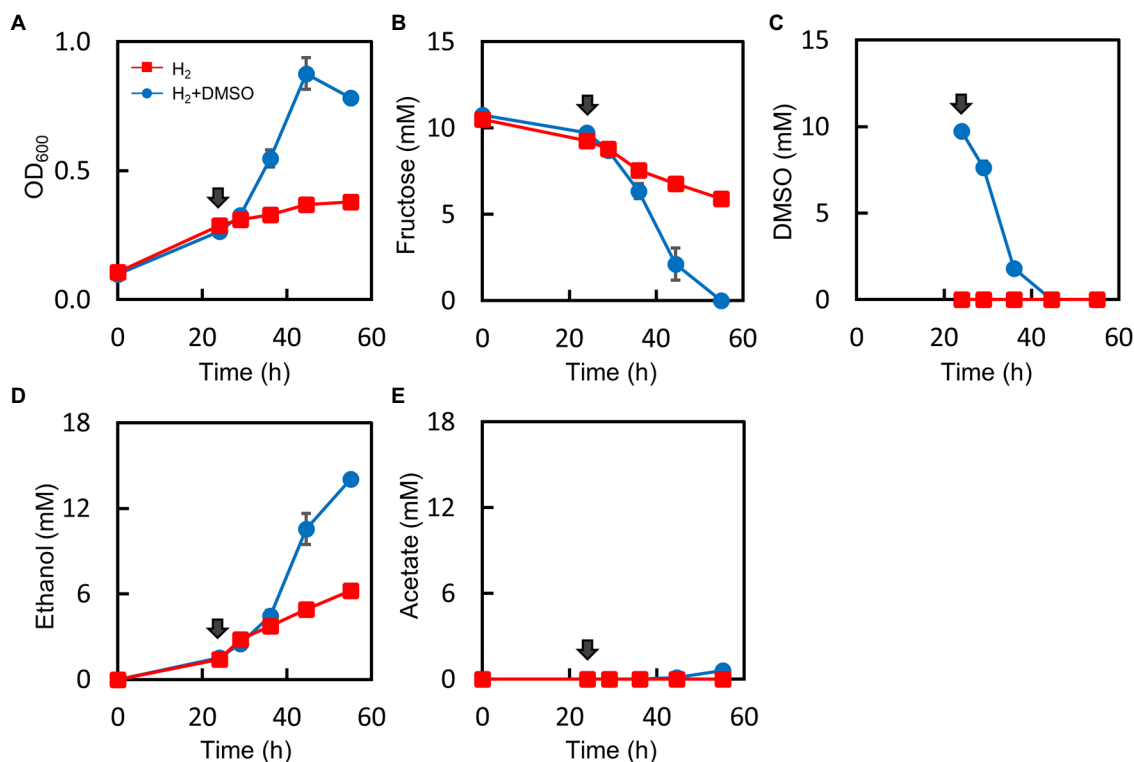 A
1.0
0.5
0.0
OD600
H2
H2+DMSO
0 20 40 60
Time (h)
B
15
10
5
0
Fructose (mM)
0 20 40 60
Time (h)
C
15
10
5
0
DMSO (mM)
0 20 40 60
Time (h)
D
18
12
6
0
Ethanol (mM)
0 20 40 60
Time (h)
E
18
12
6
0
Acetate (mM)
0 20 40 60
Time (h)